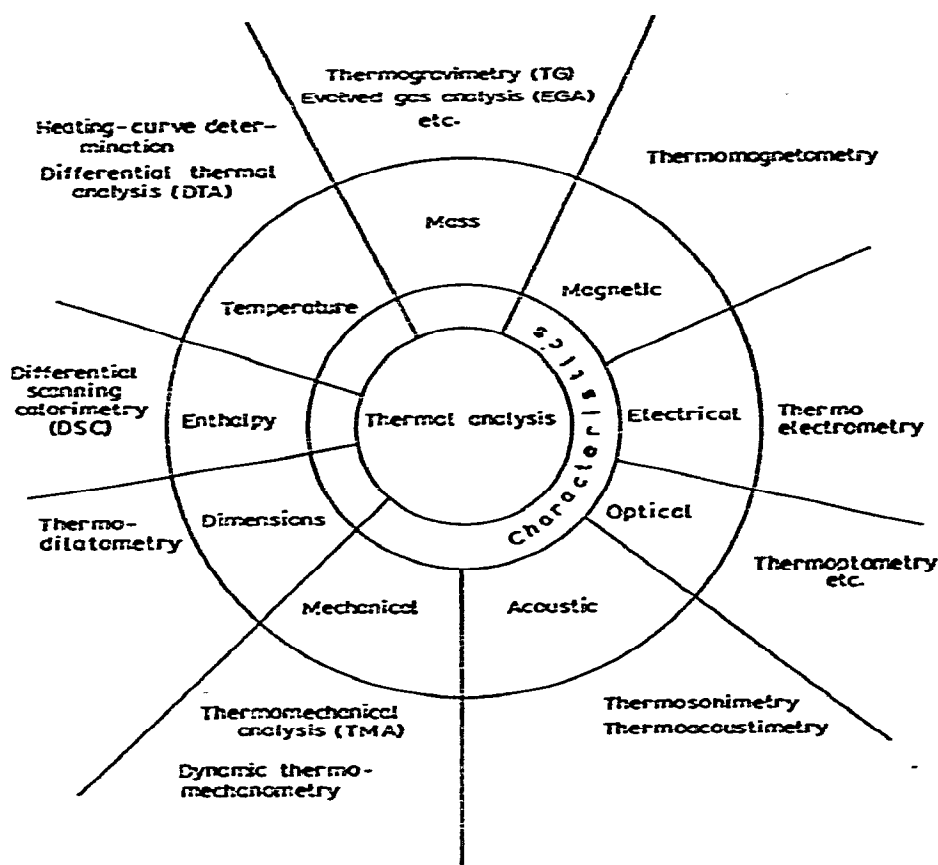 Thermogravimetry (TG)
Evolved gas analysis (EGA)
etc.
Heating-curve deter-
mination
Differential thermal
analysis (DTA)
Thermomagnetometry
Mass
Magnetic
Temperature
Characteristics
Differential
scanning
calorimetry
(DSC)
Enthalpy
Thermal analysis
Electrical
Thermo
electrometry
Thermo-
dilatometry
Dimensions
Optical
Thermoptometry
etc.
Mechanical
Acoustic
Thermomechanical
analysis (TMA)
Dynamic thermo-
mechanometry
Thermosonimetry
Thermoacoustimetry